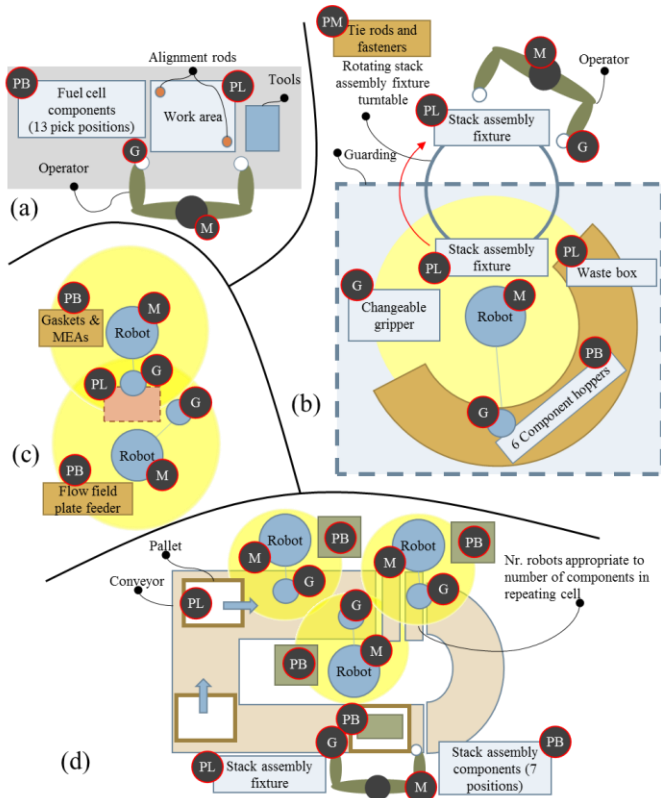 Alignment rods
PB
PL
Fuel cell
components
(13 pick positions)
Work area
Tools
G
Operator
M
(a)
PM
Tie rods and
fasteners
Rotating stack
assembly fixture
turntable
M
Operator
PL
Stack assembly
fixture
G
Guarding
Stack assembly
fixture
PL
PL
Waste box
G
Changeable
gripper
M
Robot
PB
6 Component hoppers
G
(b)
PB
M
Gaskets &
MEAs
Robot
PL
G
G
(c)
PB
Robot
M
Flow field
plate feeder
Pallet
Conveyor
PL
Robot
PB
M
G
Robot
PB
M
G
Nr. robots appropriate to
number of components in
repeating cell
G
PB
M
Robot
PB
G
PL
Stack assembly
fixture
M
Stack assembly
components (7
positions)
PB
(d)